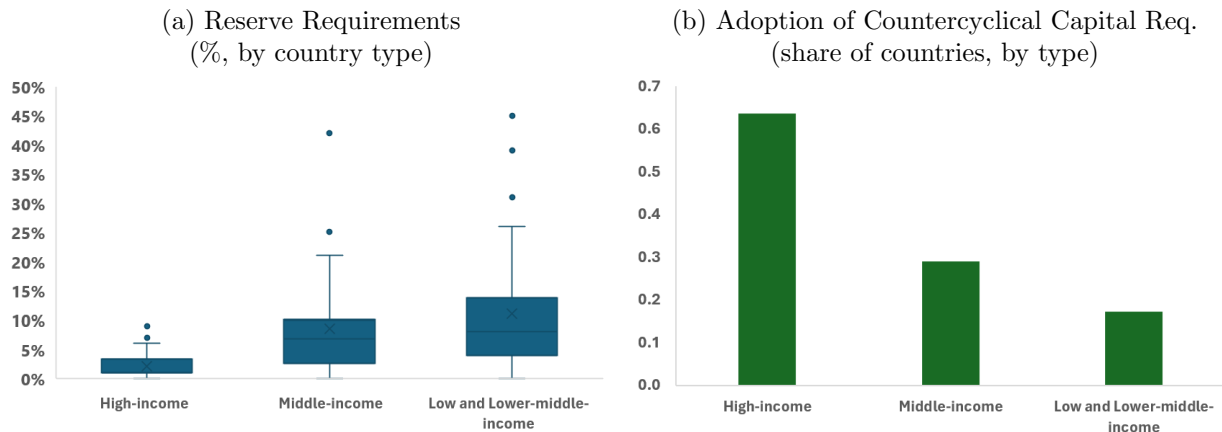 (a) Reserve Requirements
(%, by country type)
50%
45%
40%
35%
30%
25%
20%
15%
10%
5%
0%
High-income
Middle-income
Low and Lower-middle-
income
(b) Adoption of Countercyclical Capital Req.
(share of countries, by type)
0.7
0.6
0.5
0.4
0.3
0.2
0.1
0.0
High-income
Middle-income
Low and Lower-middle-
income